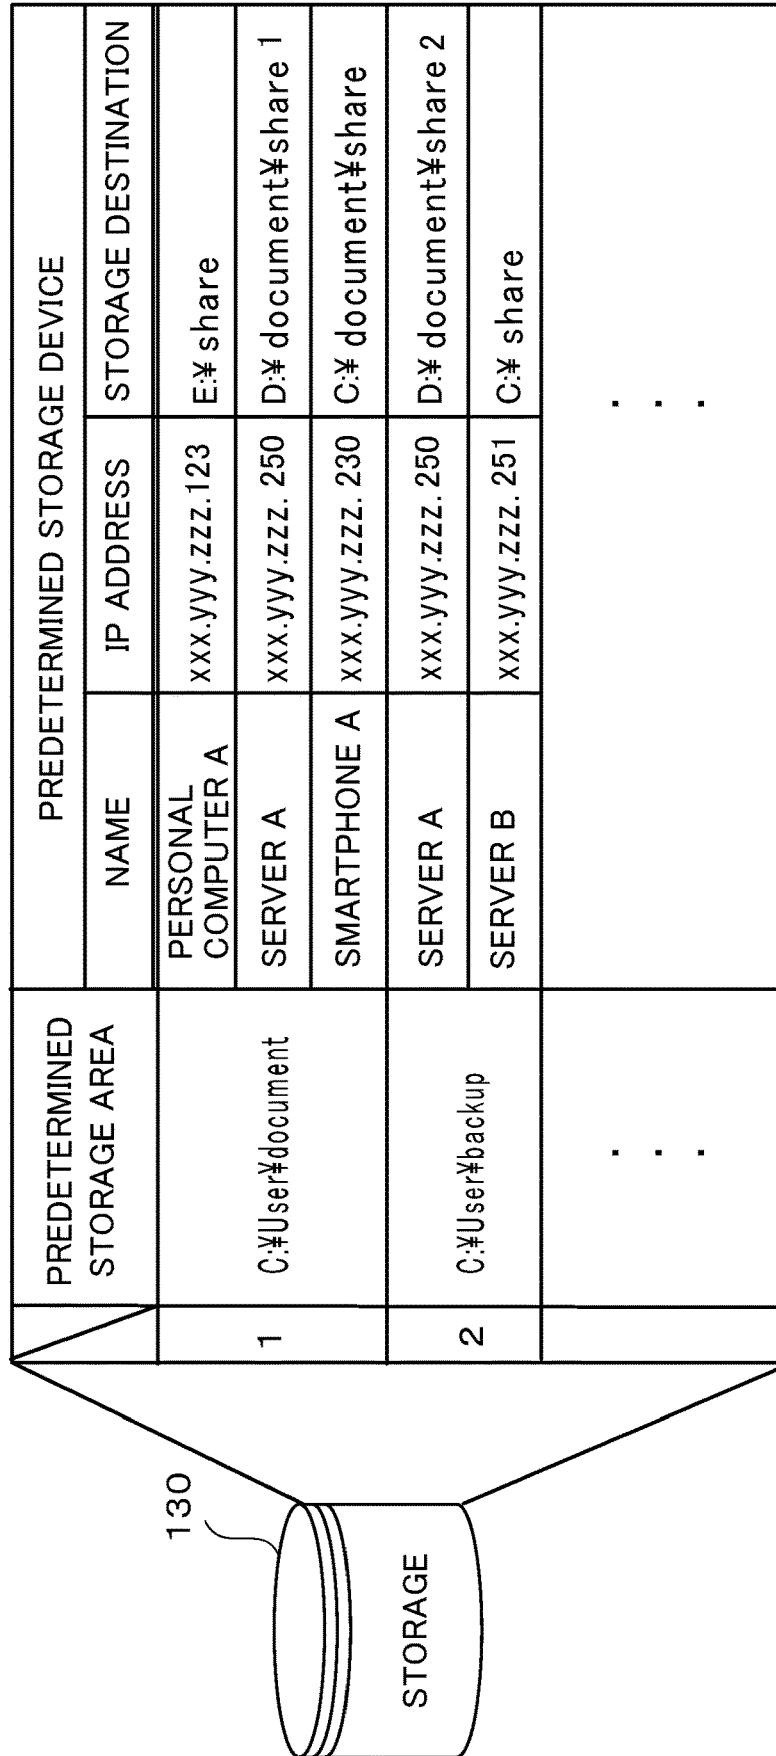 130
STORAGE
PREDETERMINED
STORAGE AREA
PREDETERMINED STORAGE DEVICE
NAME
IP ADDRESS
STORAGE DESTINATION
1
C:¥User¥document
PERSONAL
COMPUTER A
xxx.yyy.zzz.123
E:¥ share
SERVER A
xxx.yyy.zzz. 250
D:¥ document¥share 1
SMARTPHONE A
xxx.yyy.zzz. 230
C:¥ document¥share
2
C:¥User¥backup
SERVER A
xxx.yyy.zzz. 250
D:¥ document¥share 2
SERVER B
xxx.yyy.zzz. 251
C:¥ share
. . .
. . .